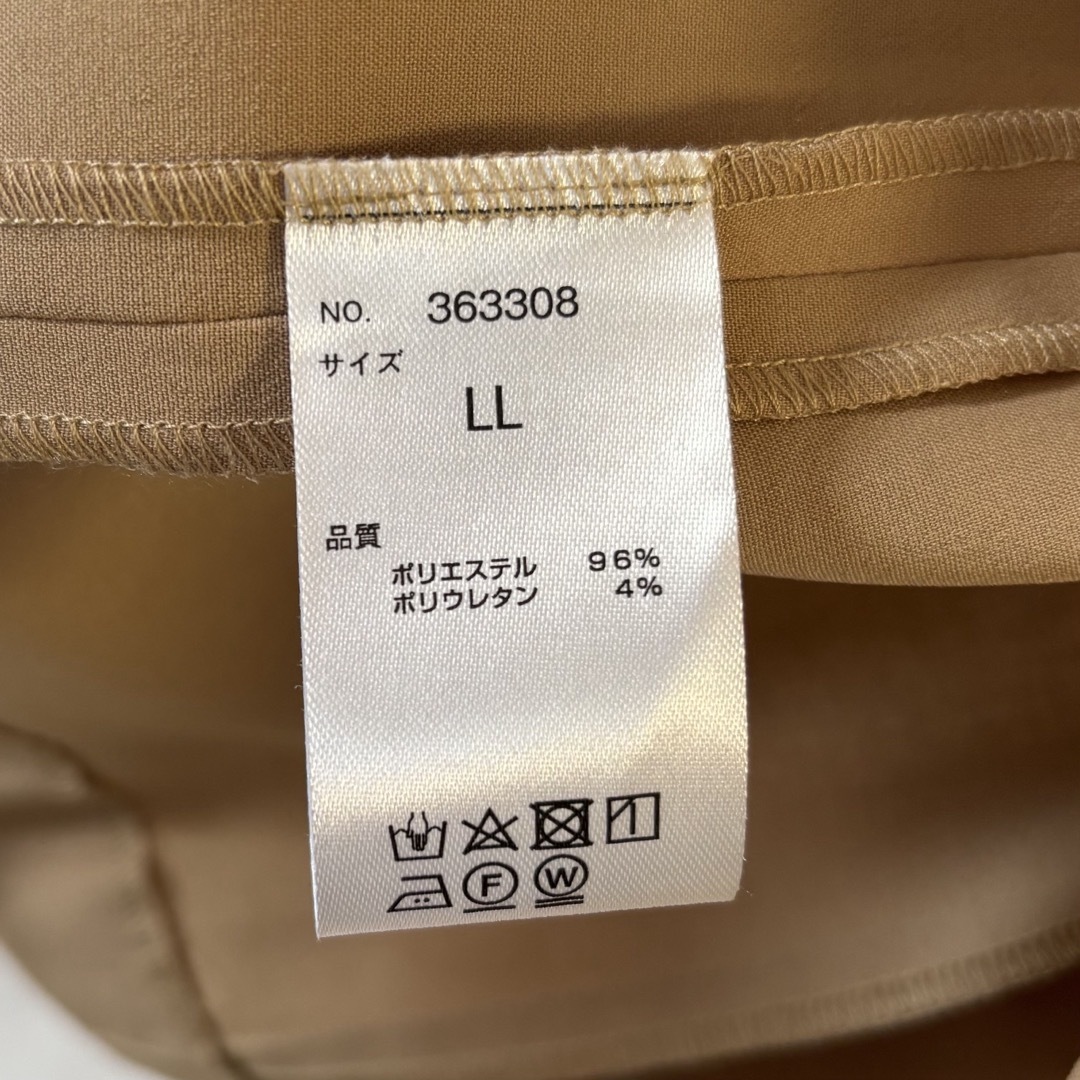 NO. 363308
サイズ
LL
品質
ポリエステル 96%
ポリウレタン 4%
F W